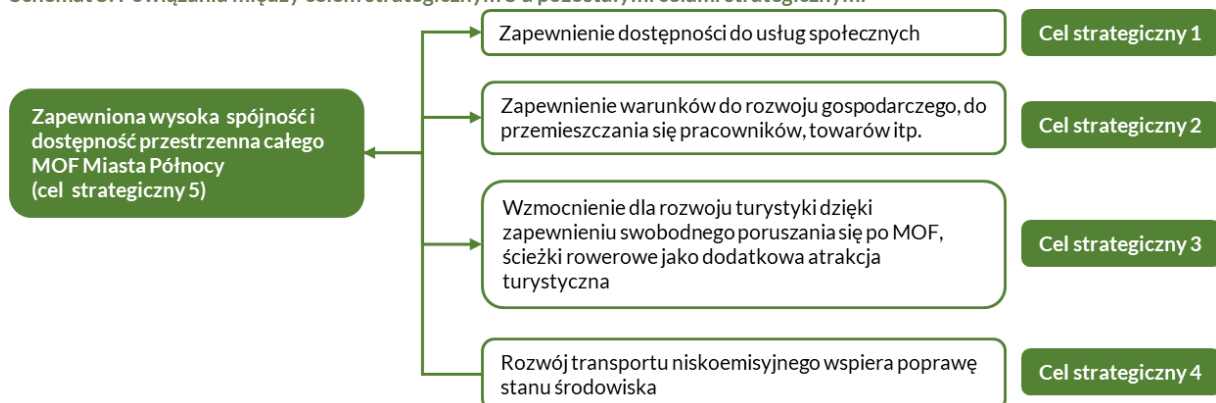 Zapewniona wysoka spójność i
dostępność przestrzenna całego
MOF Miasta Północy
(cel strategiczny 5)
Zapewnienie dostępności do usług społecznych
Cel strategiczny 1
Zapewnienie warunków do rozwoju gospodarczego, do
przemieszczania się pracowników, towarów itp.
Cel strategiczny 2
Wzmocnienie dla rozwoju turystyki dzięki
zapewnieniu swobodnego poruszania się po MOF,
ścieżki rowerowe jako dodatkowa atrakcja
turystyczna
Cel strategiczny 3
Rozwój transportu niskoemisyjnego wspiera poprawę
stanu środowiska
Cel strategiczny 4